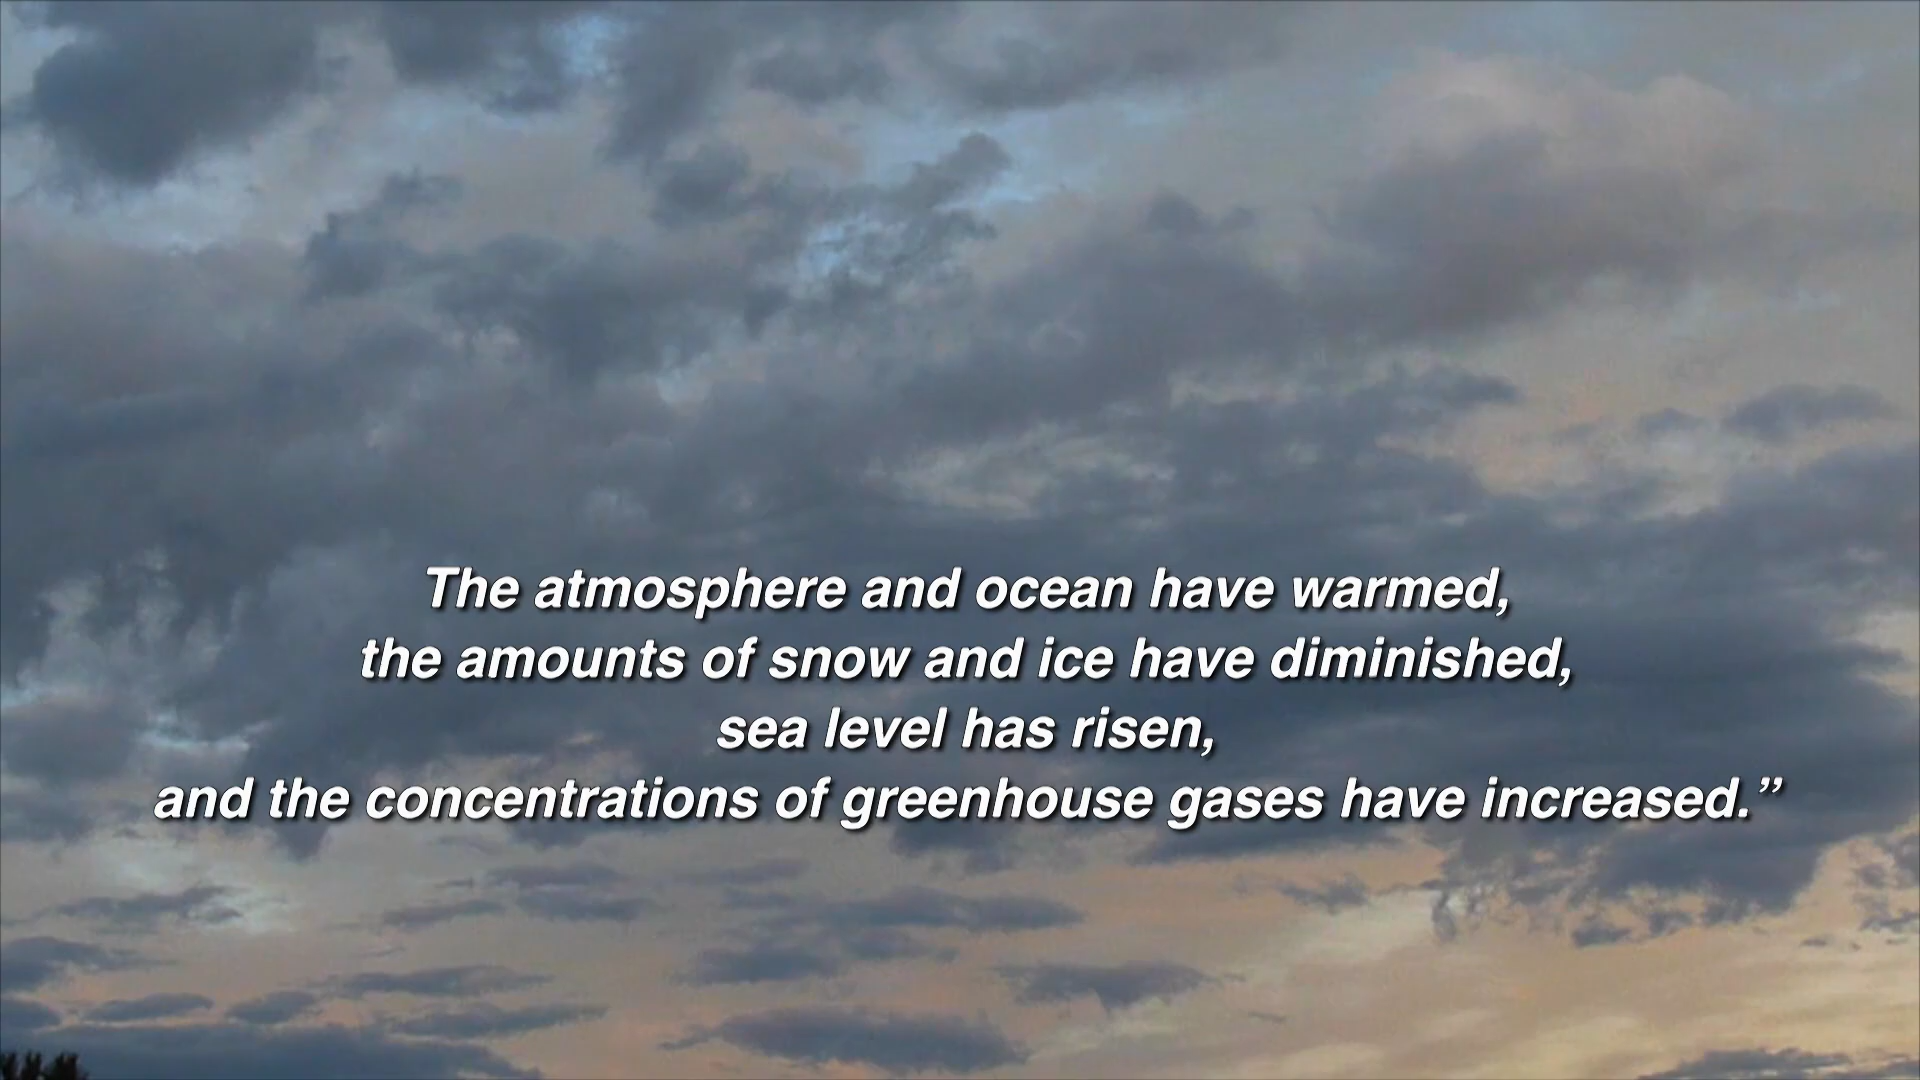 The atmosphere and ocean have warmed,
the amounts of snow and ice have diminished,
sea level has risen,
and the concentrations of greenhouse gases have increased.”